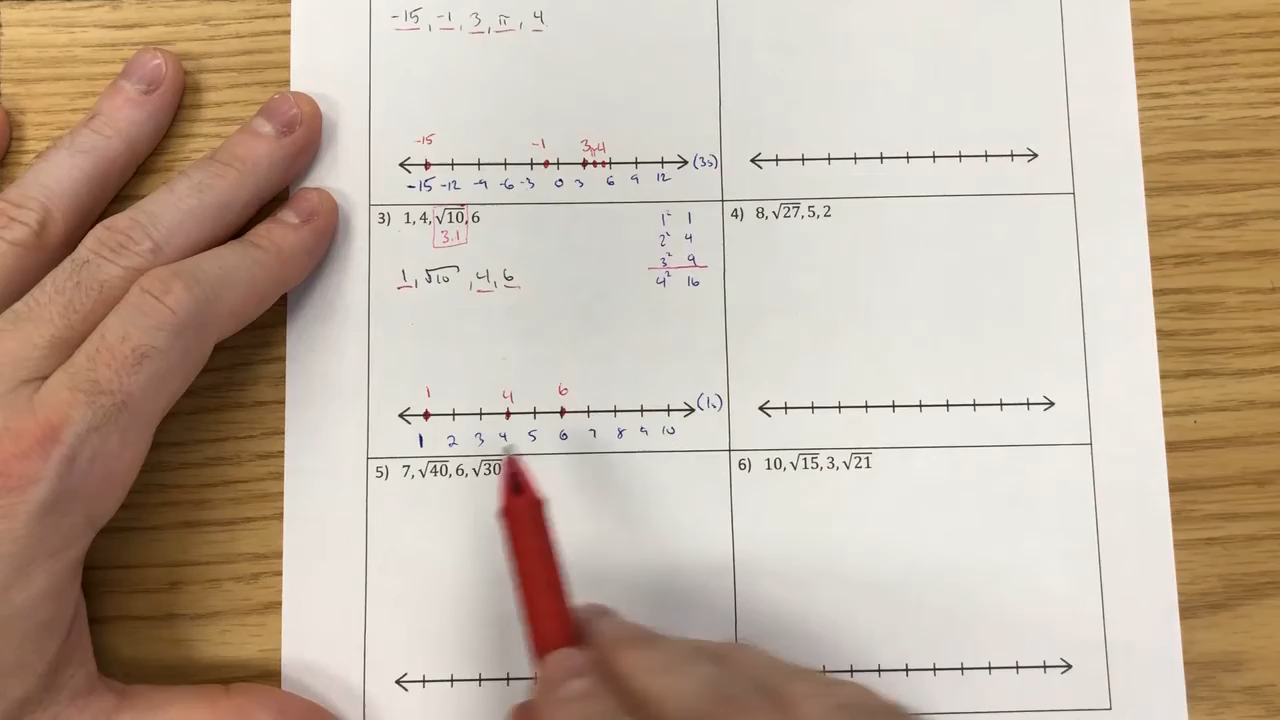 -15, -1, 3, π, 4
-15 -1 3 π 4
(3s)
-15 -12 -9 -6 -3 0 3 6 9 12
3) 1, 4, √10, 6
3.1
1, √10, 4, 6
1² 1
2² 4
3² 9
4² 16
1 4 6
(1s)
1 2 3 4 5 6 7 8 9 10
4) 8, √27, 5, 2
5) 7, √40, 6, √30
6) 10, √15, 3, √21